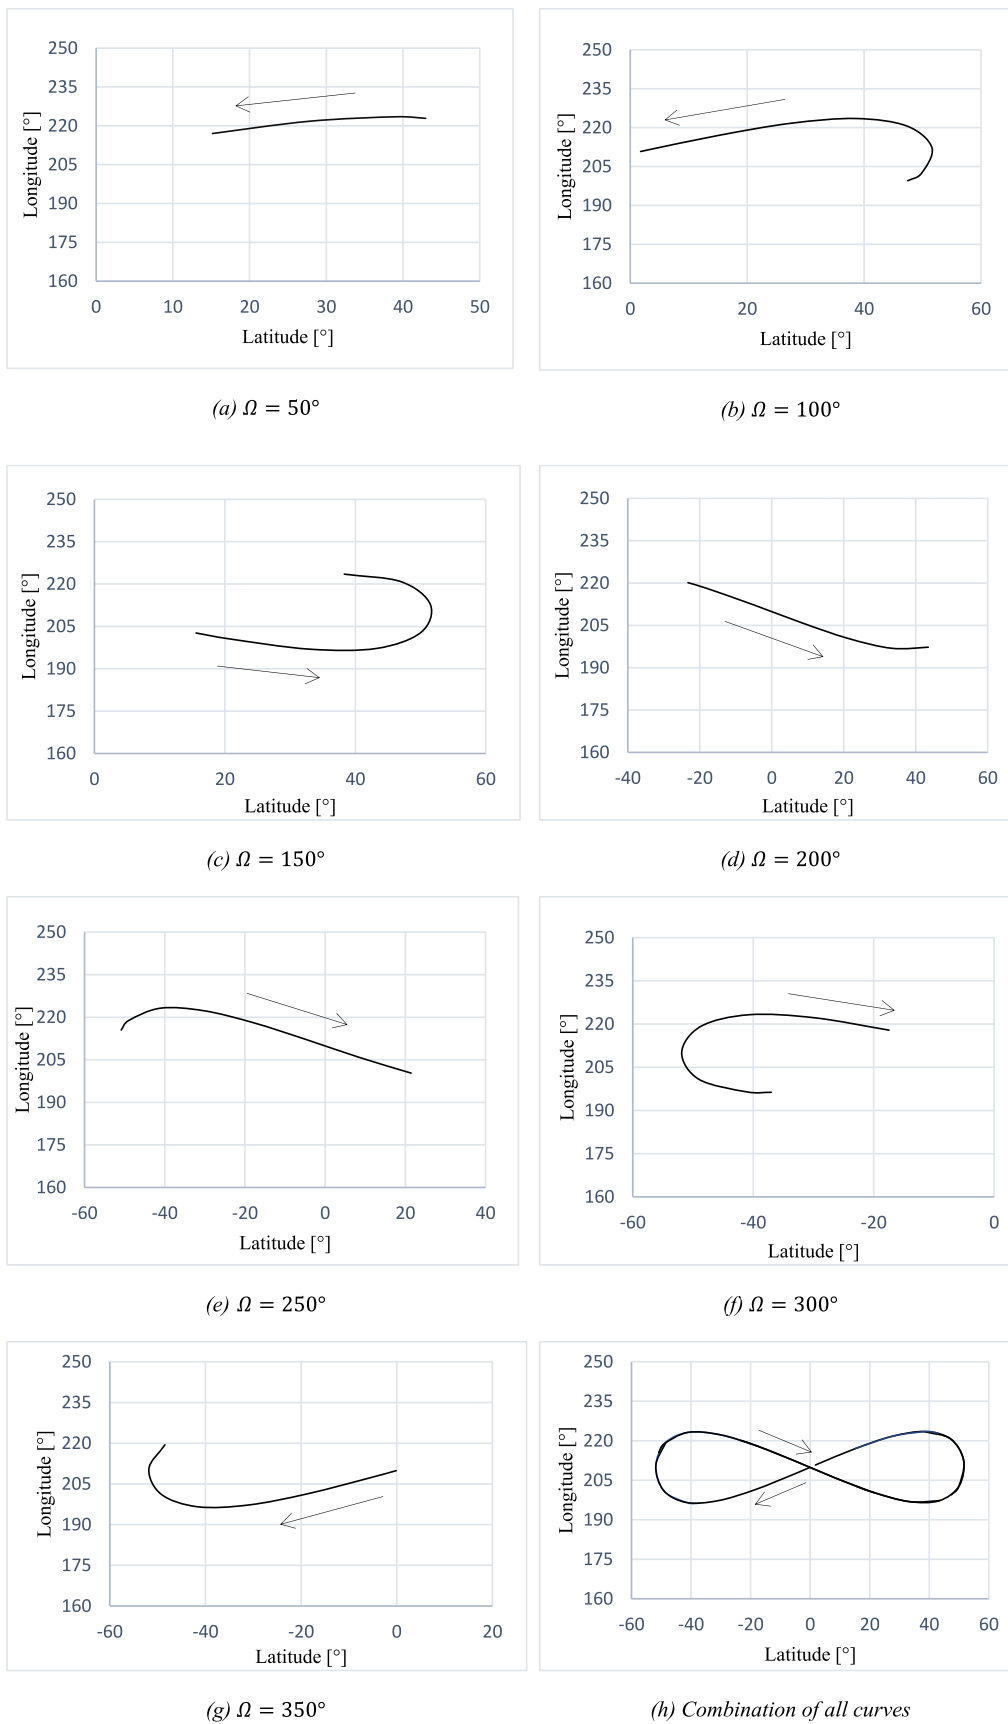 250
235
220
205
190
175
160
0 10 20 30 40 50
Longitude [°]
Latitude [°]
(a) Ω = 50°
250
235
220
205
190
175
160
0 20 40 60
Longitude [°]
Latitude [°]
(b) Ω = 100°
250
235
220
205
190
175
160
0 20 40 60
Longitude [°]
Latitude [°]
(c) Ω = 150°
250
235
220
205
190
175
160
-40 -20 0 20 40 60
Longitude [°]
Latitude [°]
(d) Ω = 200°
250
235
220
205
190
175
160
-60 -40 -20 0 20 40
Longitude [°]
Latitude [°]
(e) Ω = 250°
250
235
220
205
190
175
160
-60 -40 -20 0
Longitude [°]
Latitude [°]
(f) Ω = 300°
250
235
220
205
190
175
160
-60 -40 -20 0 20
Longitude [°]
Latitude [°]
(g) Ω = 350°
250
235
220
205
190
175
160
-60 -40 -20 0 20 40 60
Longitude [°]
Latitude [°]
(h) Combination of all curves